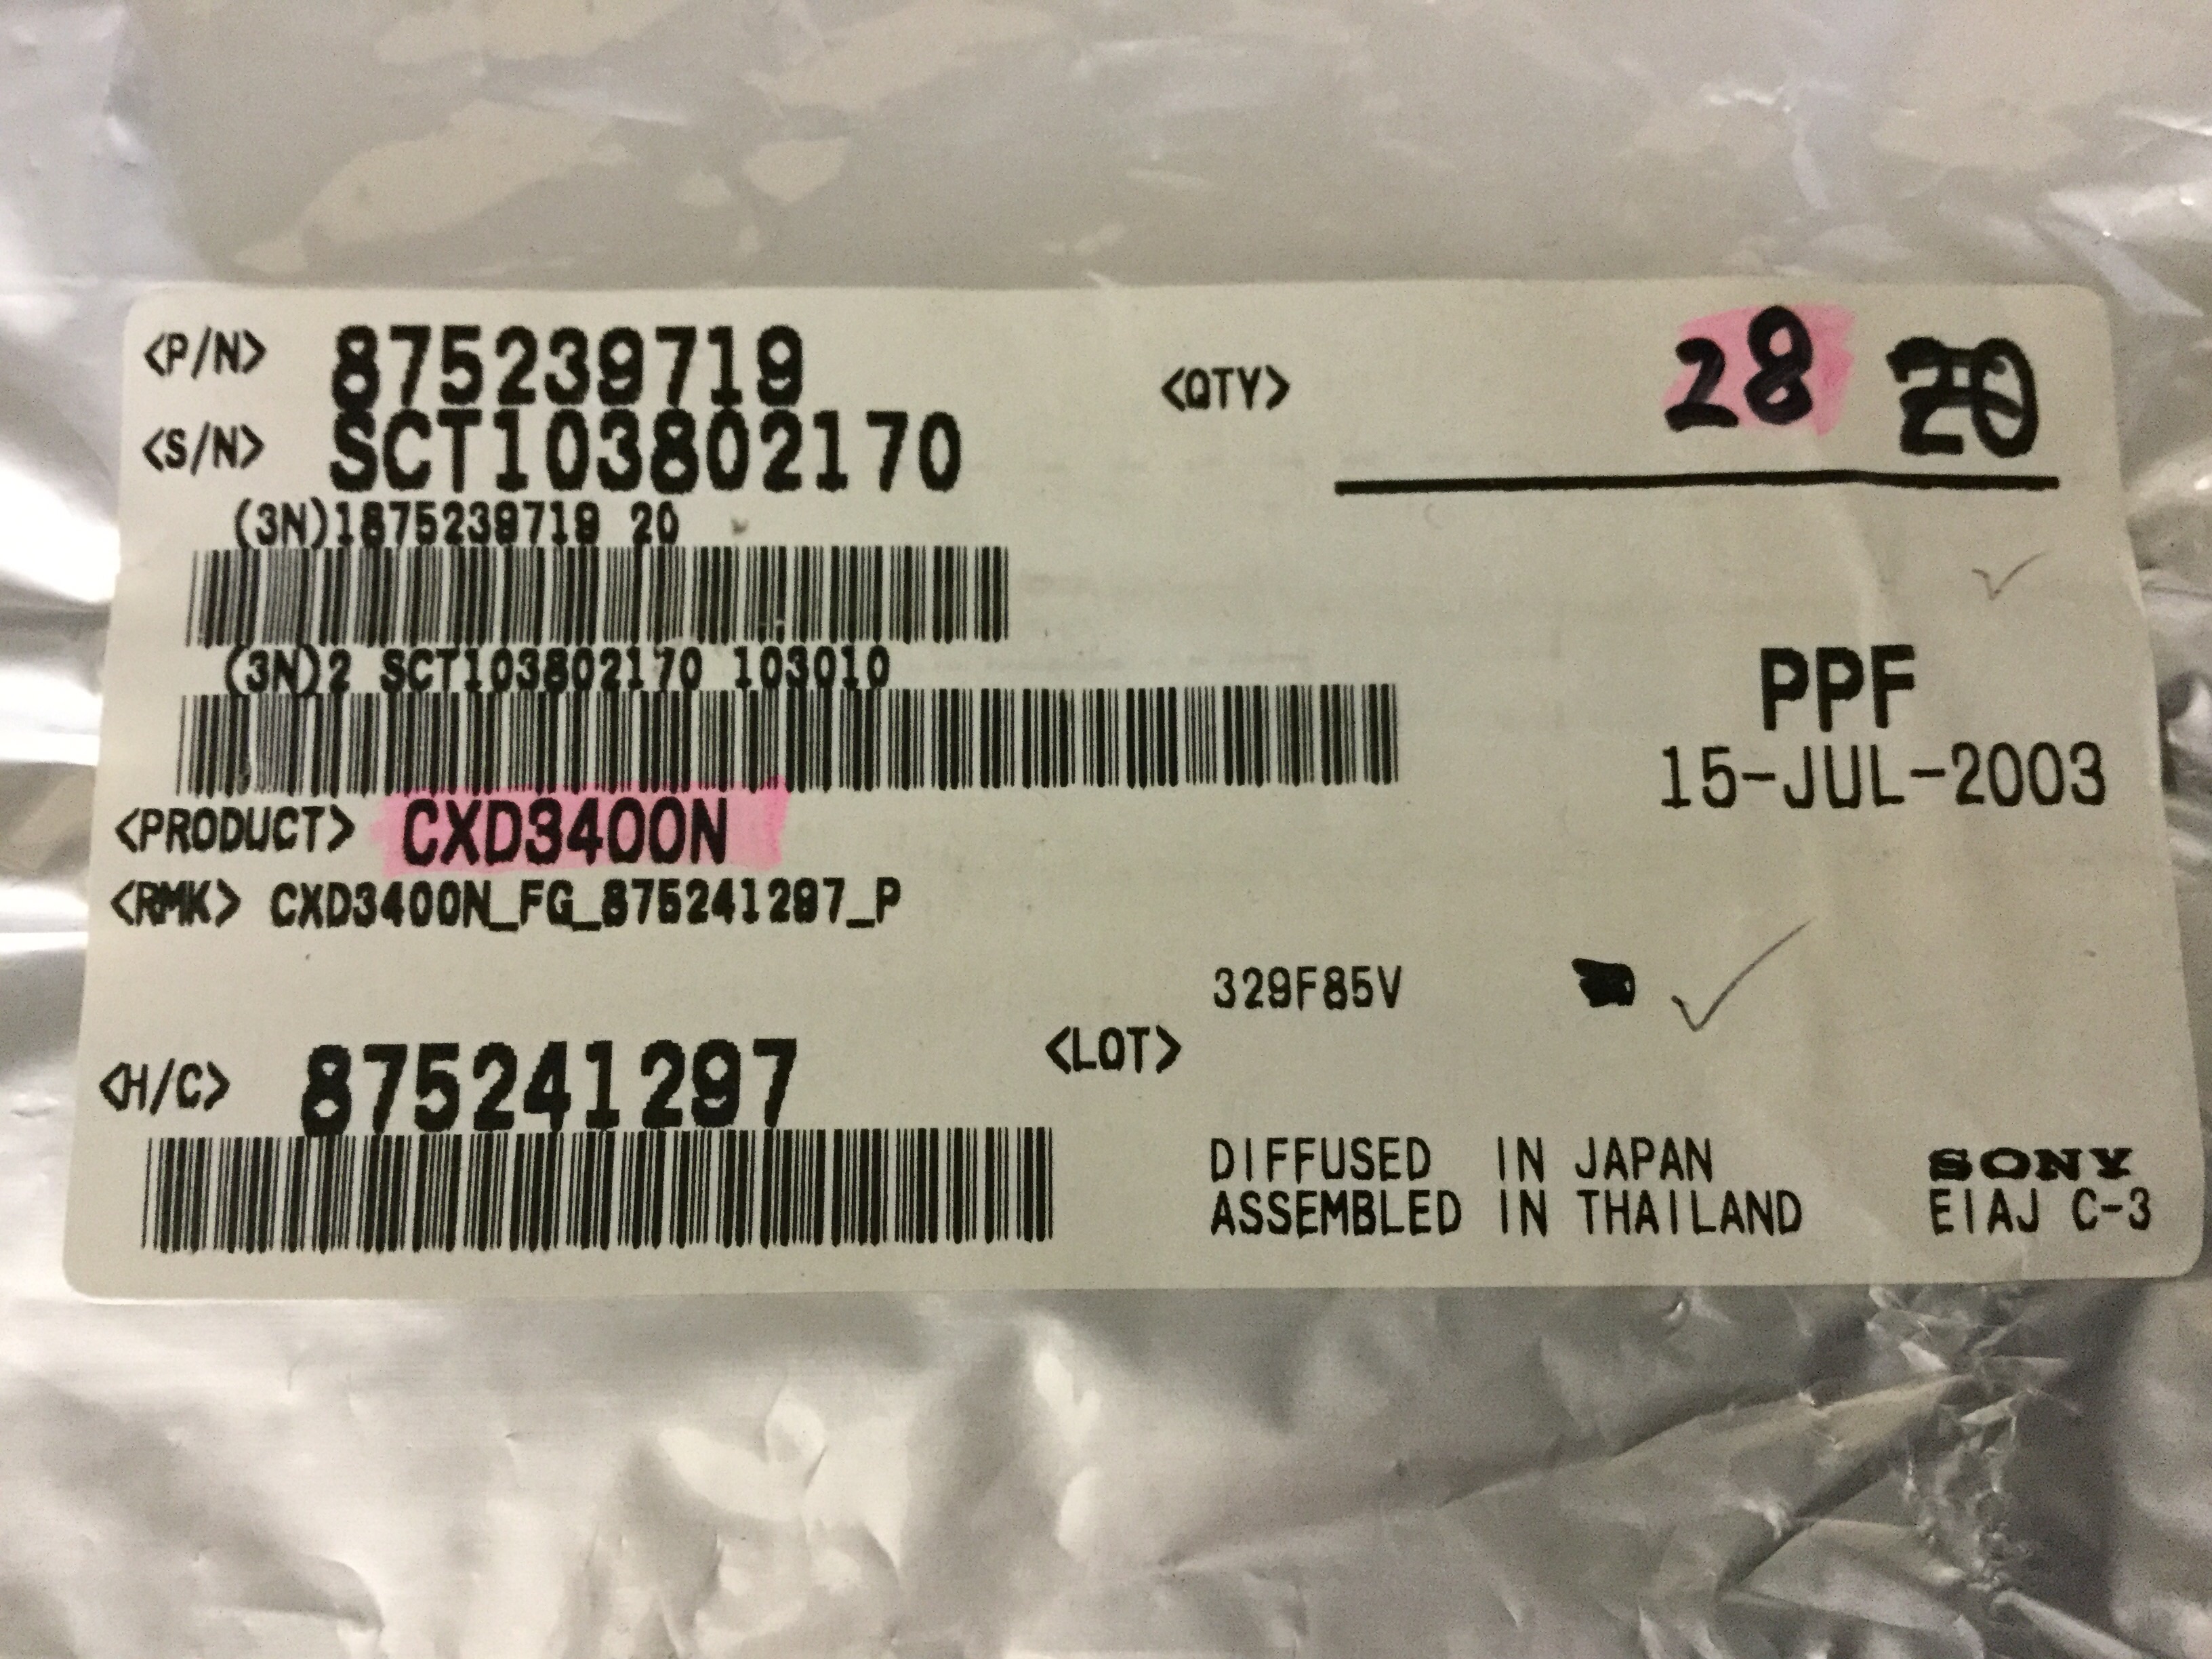 <P/N> 875239719
<QTY> 28 20
<S/N> SCT103802170
(3N)1875239719 20
(3N)2 SCT103802170 103010
PPF
15-JUL-2003
<PRODUCT> CXD3400N
<RMK> CXD3400N_FG_875241297_P
329F85V
<LOT>
<H/C> 875241297
DIFFUSED IN JAPAN
ASSEMBLED IN THAILAND
SONY
EIAJ C-3